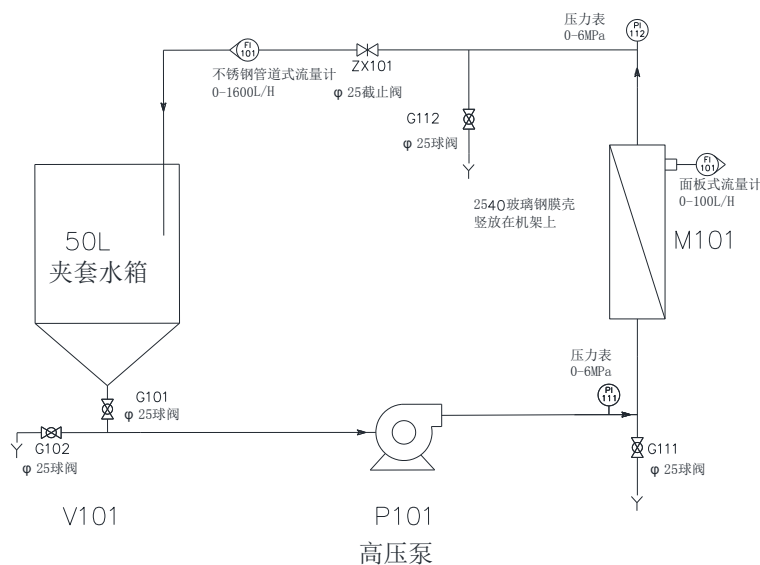 压力表
0-6MPa
PI
112
FI
101
不锈钢管道式流量计
0-1600L/H
ZX101
φ 25截止阀
G112
φ 25球阀
FI
101
面板式流量计
0-100L/H
2540玻璃钢膜壳
竖放在机架上
M101
50L
夹套水箱
压力表
0-6MPa
PI
111
G101
φ 25球阀
G102
φ 25球阀
G111
φ 25球阀
V101
P101
高压泵